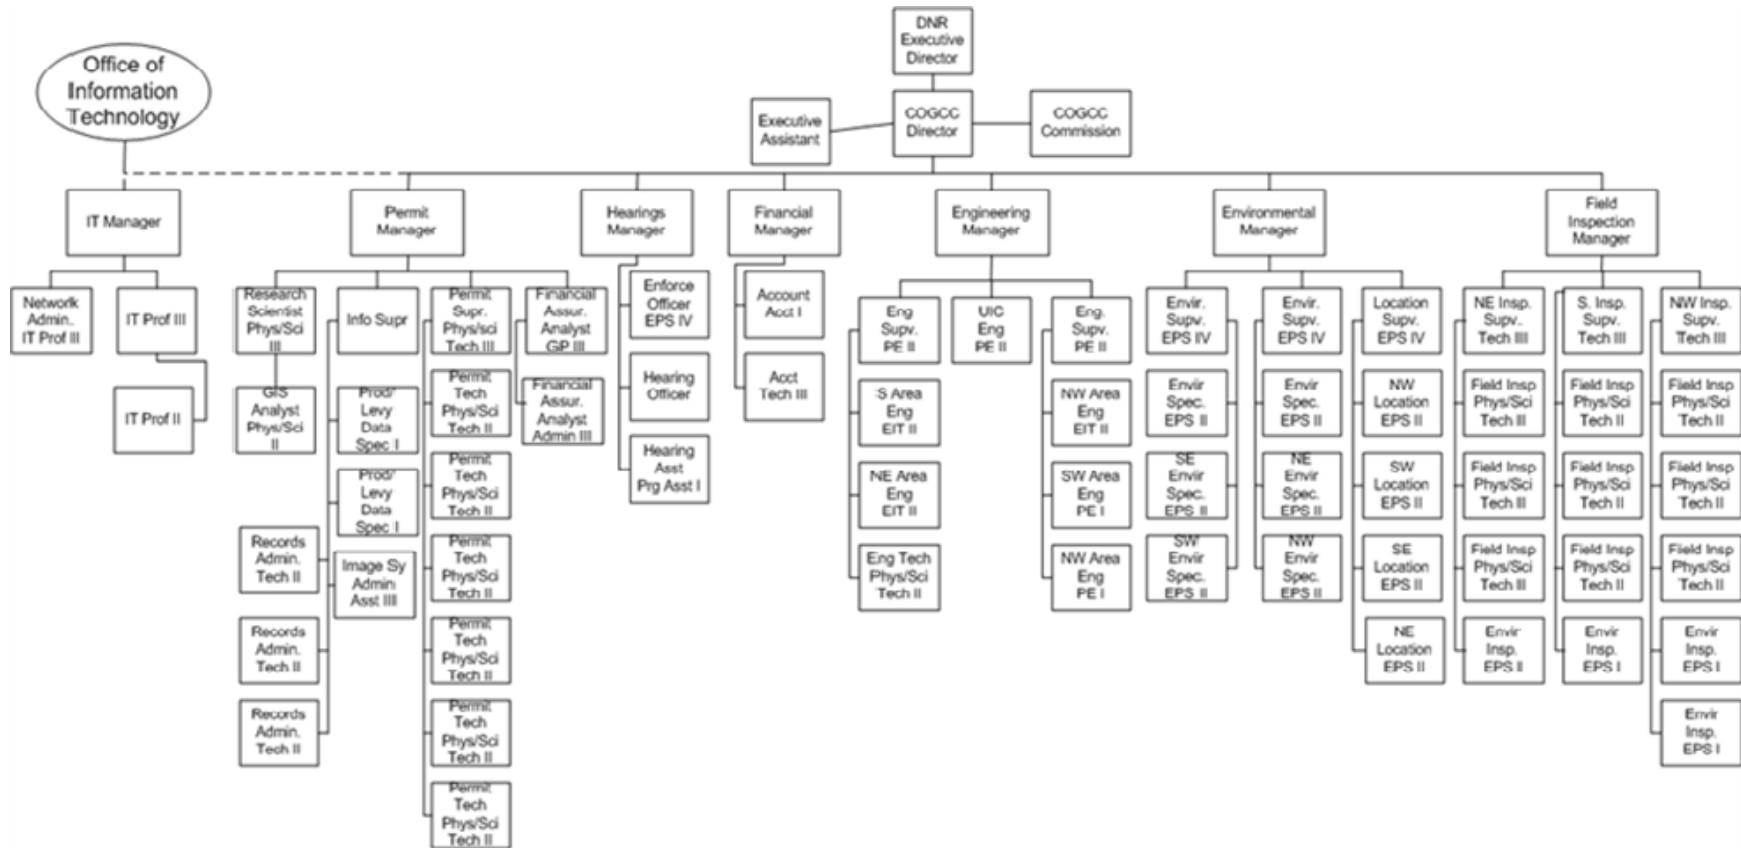 DNR
Executive
Director
Office of
Information
Technology
Executive
Assistant
COGCC
Director
COGCC
Commission
IT Manager
Permit
Manager
Hearings
Manager
Financial
Manager
Engineering
Manager
Environmental
Manager
Field
Inspection
Manager
Network
Admin.
IT Prof III
IT Prof III
IT Prof II
Research
Scientist
Phys/Sci
III
GIS
Analyst
Phys/Sci
II
Info Supr
Prod/
Levy
Data
Spec I
Prod/
Levy
Data
Spec I
Image Sy
Admin
Asst III
Records
Admin.
Tech II
Records
Admin.
Tech II
Records
Admin.
Tech II
Permit
Supr.
Phys/sci
Tech III
Permit
Tech
Phys/Sci
Tech II
Permit
Tech
Phys/Sci
Tech II
Permit
Tech
Phys/Sci
Tech II
Permit
Tech
Phys/Sci
Tech II
Permit
Tech
Phys/Sci
Tech II
Permit
Tech
Phys/Sci
Tech II
Financial
Assur.
Analyst
GP III
Financial
Assur.
Analyst
Admin III
Enforce
Officer
EPS IV
Hearing
Officer
Hearing
Asst
Prg Asst I
Account
Acct I
Acct
Tech III
Eng
Supv.
PE II
S Area
Eng
EIT II
NE Area
Eng
EIT II
Eng Tech
Phys/Sci
Tech II
UIC
Eng
PE II
Eng.
Supv.
PE II
NW Area
Eng
EIT II
SW Area
Eng
PE I
NW Area
Eng
PE I
Envir.
Supv.
EPS IV
Envir
Spec.
EPS II
SE
Envir
Spec.
EPS II
SW
Envir
Spec.
EPS II
Envir.
Supv.
EPS IV
Envir
Spec.
EPS II
NE
Envir
Spec.
EPS II
NW
Envir
Spec.
EPS II
Location
Supv.
EPS IV
NW
Location
EPS II
SW
Location
EPS II
SE
Location
EPS II
NE
Location
EPS II
NE Insp.
Supv.
Tech III
Field Insp
Phys/Sci
Tech III
Field Insp
Phys/Sci
Tech III
Field Insp
Phys/Sci
Tech III
Envir
Insp.
EPS II
S. Insp.
Supv.
Tech III
Field Insp
Phys/Sci
Tech II
Field Insp
Phys/Sci
Tech II
Field Insp
Phys/Sci
Tech II
Envir
Insp.
EPS I
NW Insp.
Supv.
Tech III
Field Insp
Phys/Sci
Tech II
Field Insp
Phys/Sci
Tech II
Field Insp
Phys/Sci
Tech II
Envir
Insp.
EPS I
Envir
Insp.
EPS I